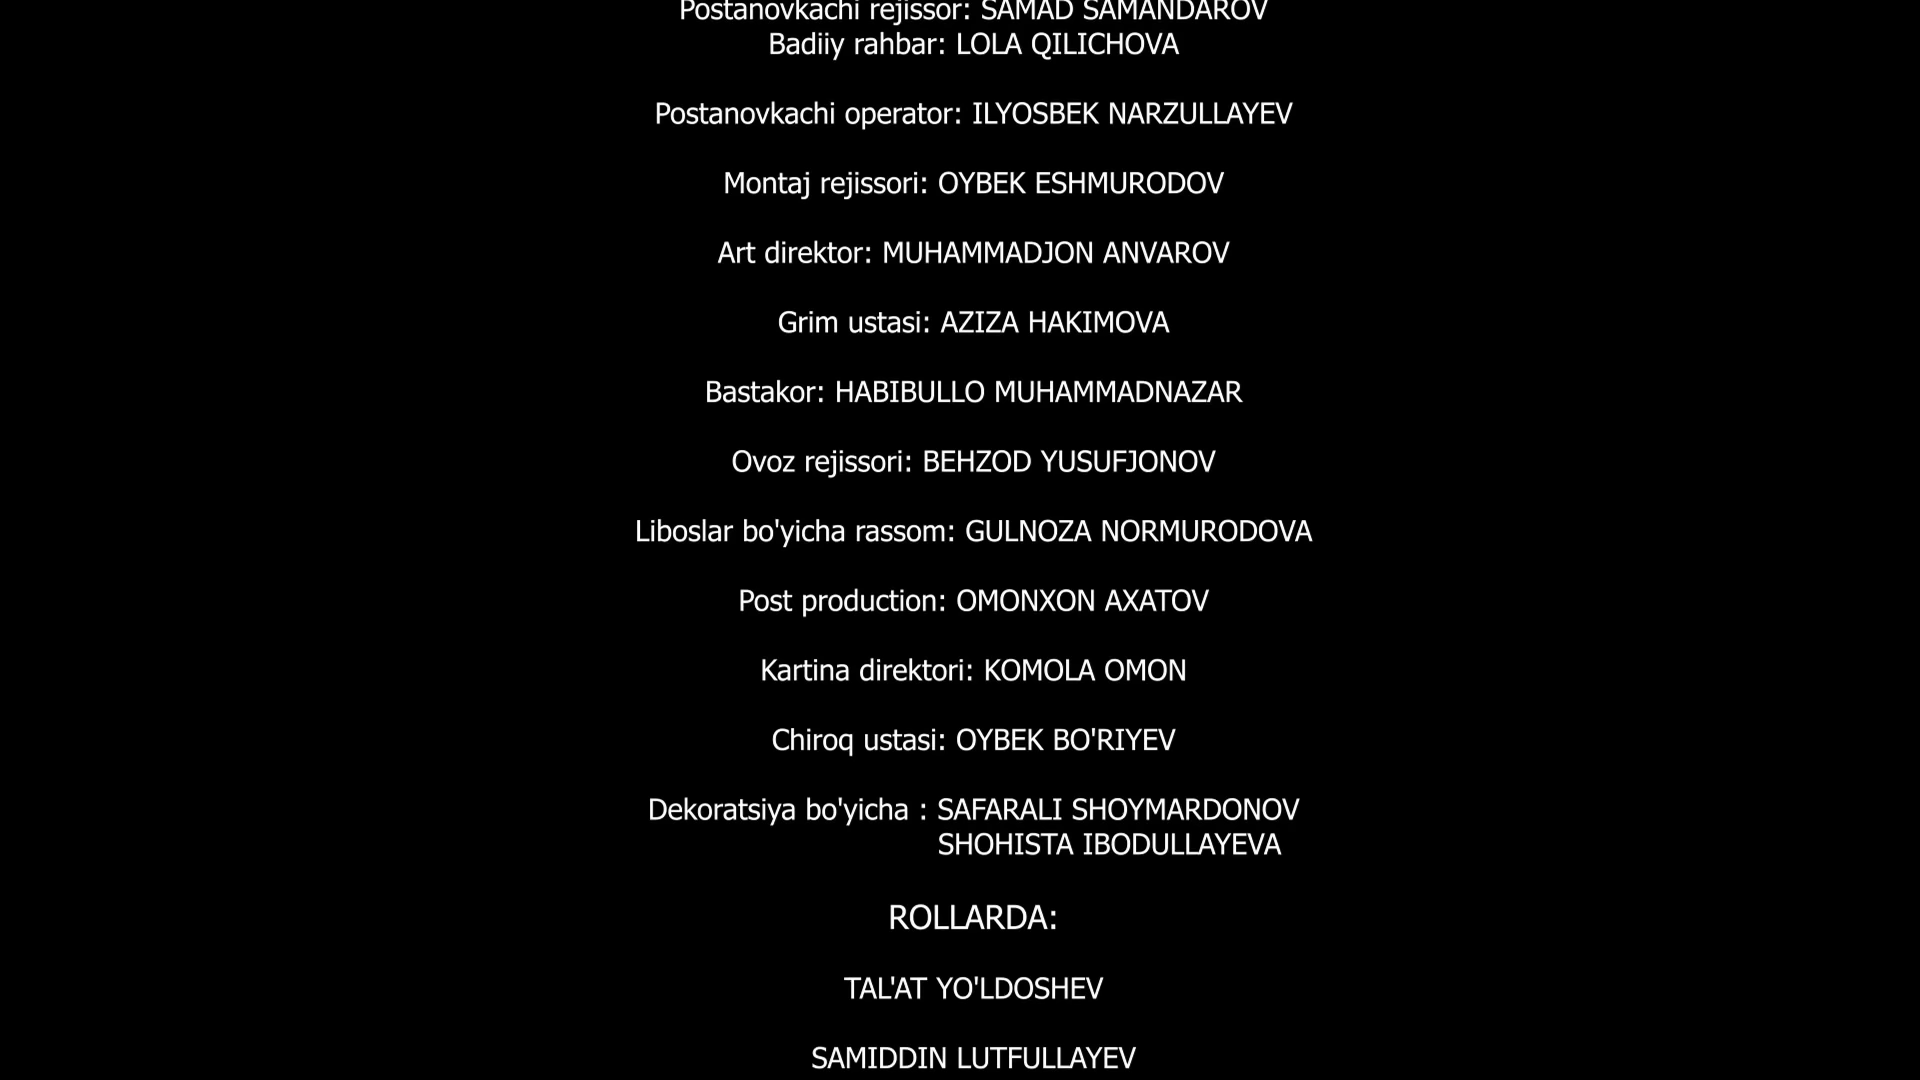 Postanovkachi rejissor: SAMAD SAMANDAROV
Badiiy rahbar: LOLA QILICHOVA
Postanovkachi operator: ILYOSBEK NARZULLAYEV
Montaj rejissori: OYBEK ESHMURODOV
Art direktor: MUHAMMADJON ANVAROV
Grim ustasi: AZIZA HAKIMOVA
Bastakor: HABIBULLO MUHAMMADNAZAR
Ovoz rejissori: BEHZOD YUSUFJONOV
Liboslar bo'yicha rassom: GULNOZA NORMURODOVA
Post production: OMONXON AXATOV
Kartina direktori: KOMOLA OMON
Chiroq ustasi: OYBEK BO'RIYEV
Dekoratsiya bo'yicha : SAFARALI SHOYMARDONOV
SHOHISTA IBODULLAYEVA
ROLLARDA:
TAL'AT YO'LDOSHEV
SAMIDDIN LUTFULLAYEV